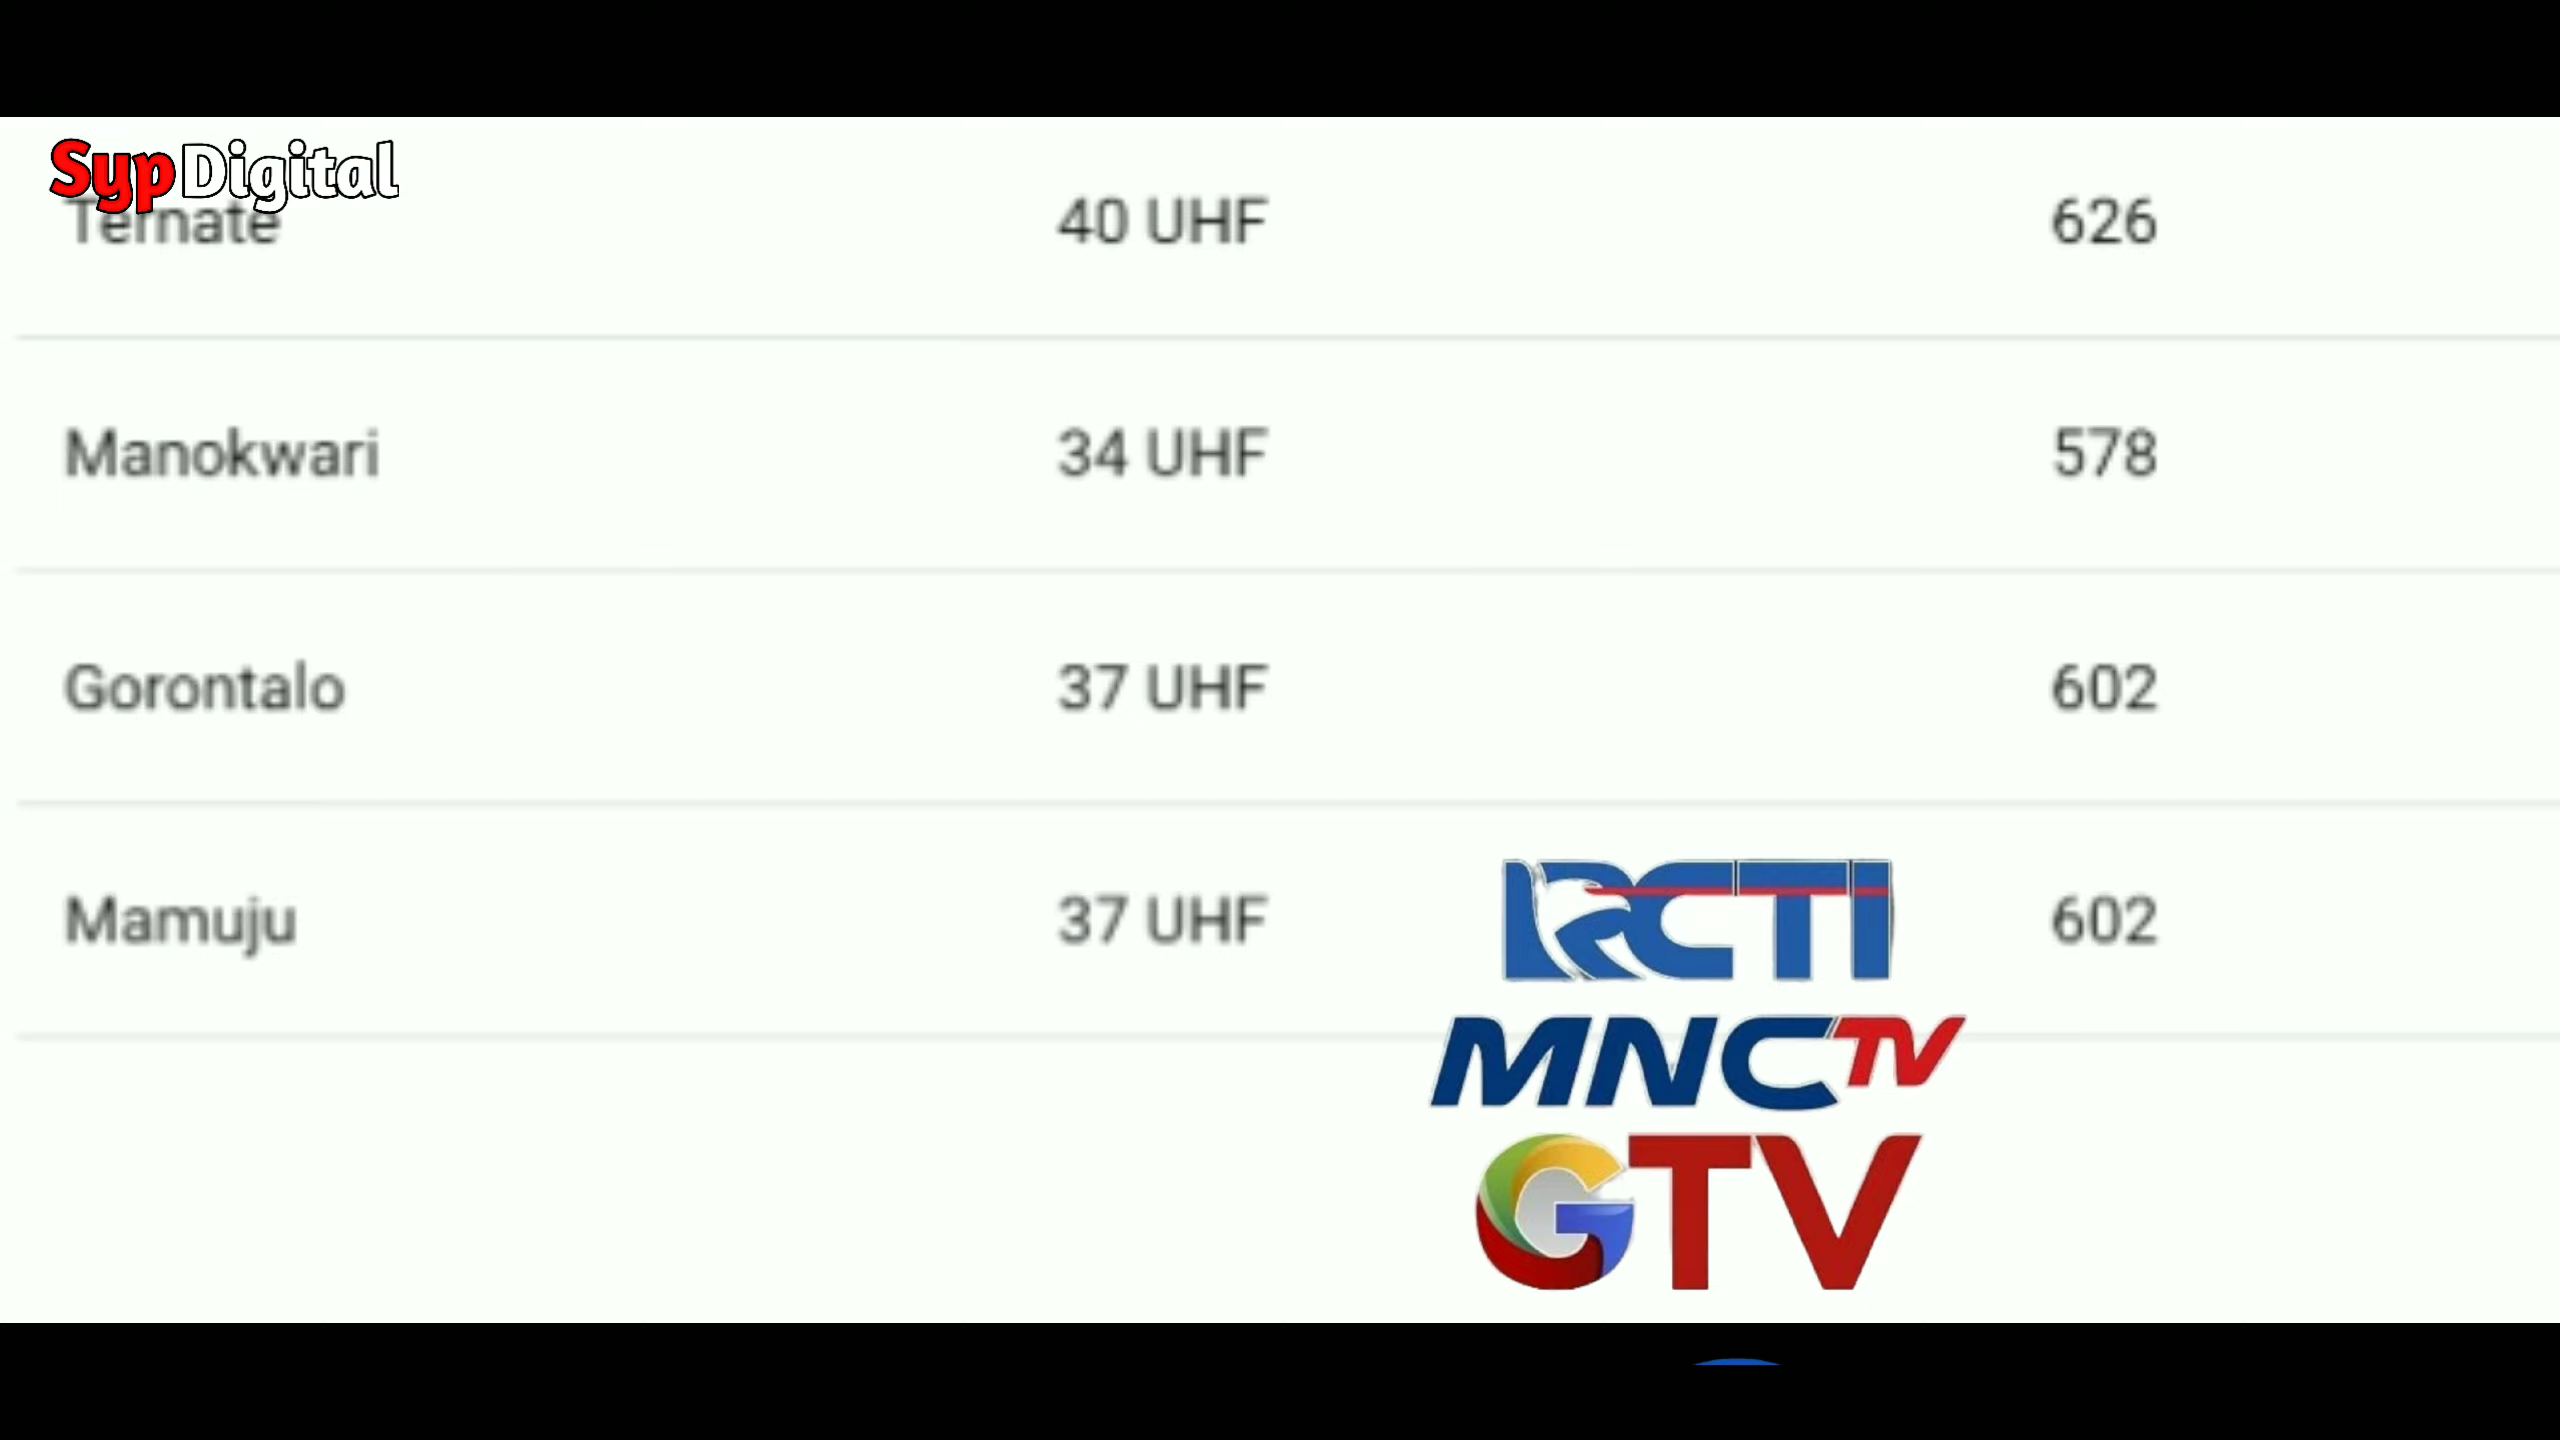 SypDigital
Ternate 40 UHF 626
Manokwari 34 UHF 578
Gorontalo 37 UHF 602
Mamuju 37 UHF 602
RCTI
MNCTV
GTV